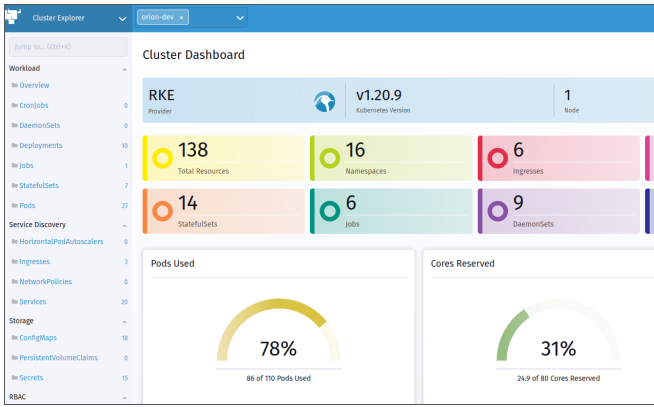 Cluster Explorer
orion-dev ×
Jump to... (Ctrl+K)
Workload
Overview
CronJobs 0
DaemonSets 0
Deployments 10
Jobs 1
StatefulSets 7
Pods 27
Service Discovery
HorizontalPodAutoscalers 0
Ingresses 3
NetworkPolicies 0
Services 20
Storage
ConfigMaps 18
PersistentVolumeClaims 0
Secrets 15
RBAC
Cluster Dashboard
RKE
Provider
v1.20.9
Kubernetes Version
1
Node
138
Total Resources
16
Namespaces
6
Ingresses
14
StatefulSets
6
Jobs
9
DaemonSets
Pods Used
78%
86 of 110 Pods Used
Cores Reserved
31%
24.9 of 80 Cores Reserved